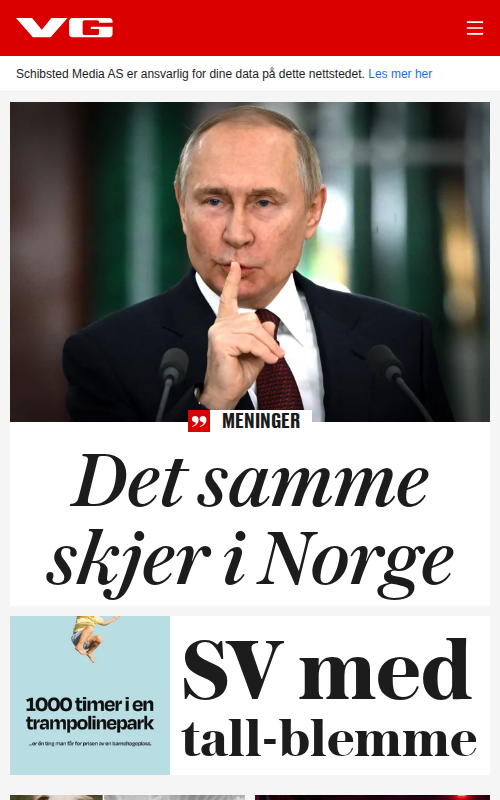 VG
Schibsted Media AS er ansvarlig for dine data på dette nettstedet. Les mer her
MENINGER
Det samme
skjer i Norge
1000 timer i en
trampolinepark
...er én ting man får for prisen av en barnehageplass.
SV med
tall-blemme